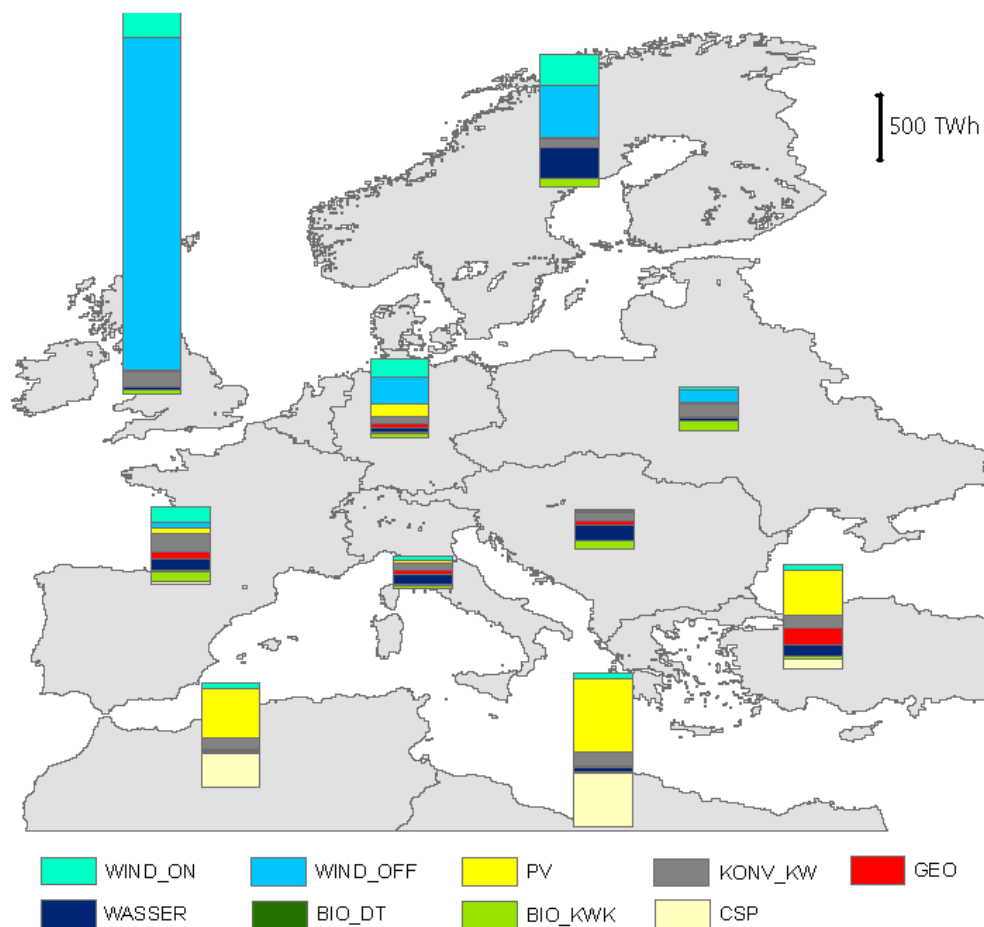 500 TWh
WIND_ON WIND_OFF PV KONV_KW GEO
WASSER BIO_DT BIO_KWK CSP